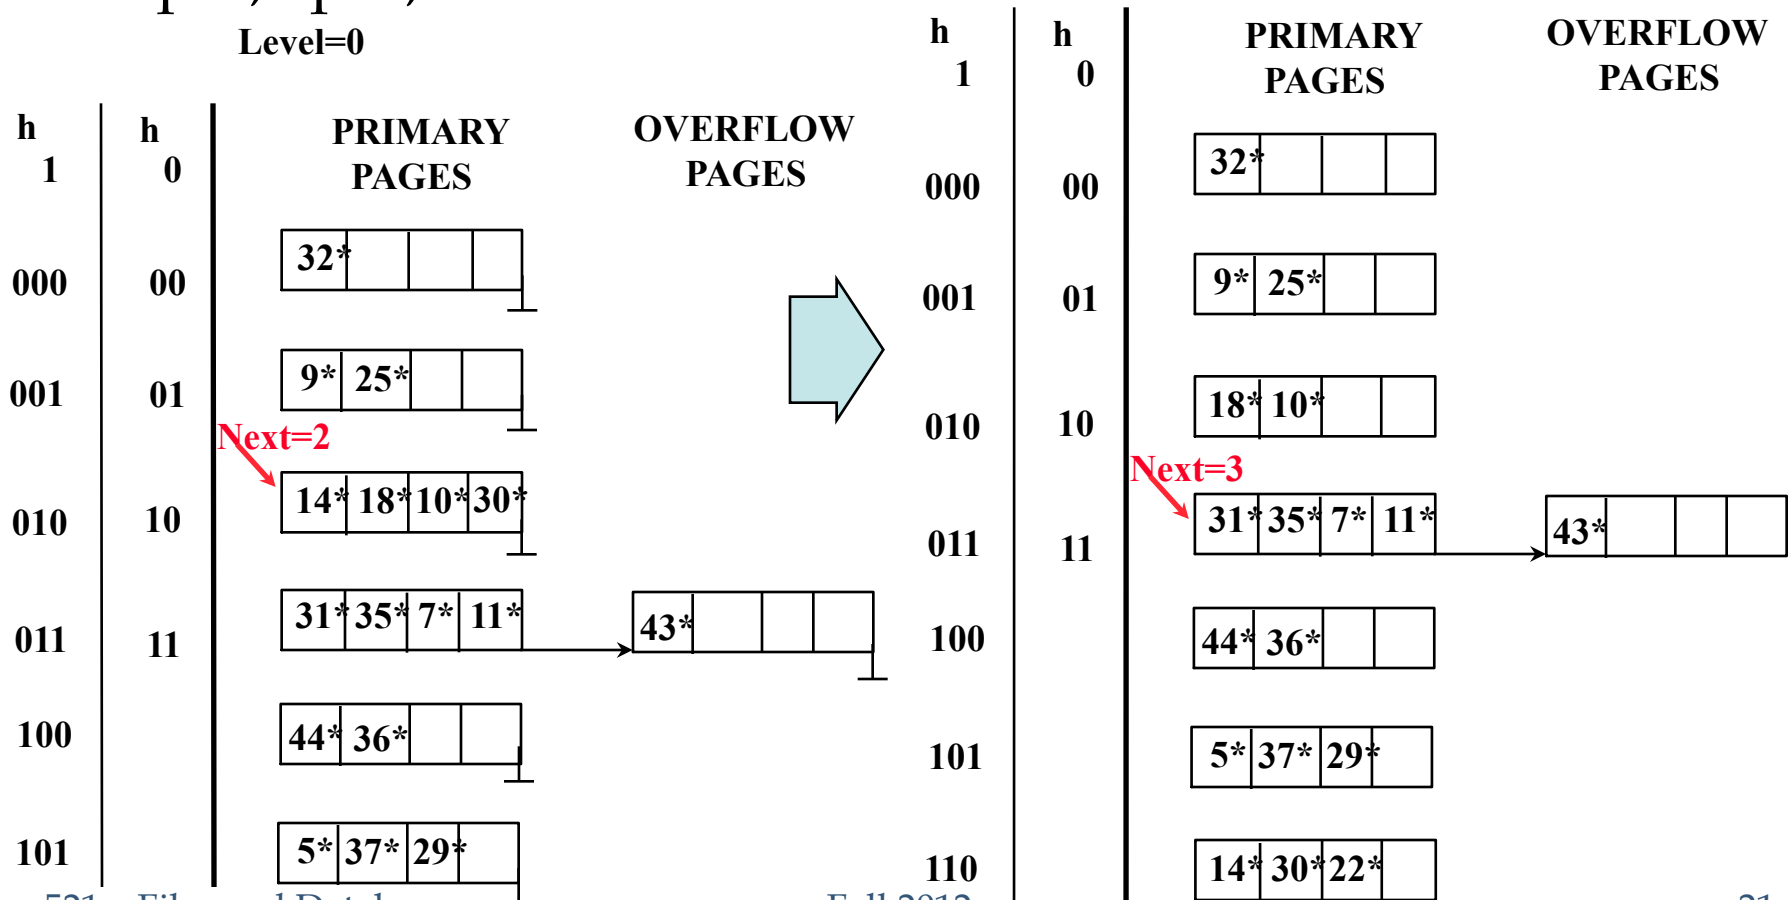 Level=0
h h PRIMARY OVERFLOW
1 0 PAGES PAGES
32*
000 00
9* 25*
001 01
Next=2
14* 18* 10* 30*
010 10
31* 35* 7* 11* 43*
011 11
44* 36*
100
5* 37* 29*
101
h h PRIMARY OVERFLOW
1 0 PAGES PAGES
32*
000 00
9* 25*
001 01
18* 10*
010 10
Next=3
31* 35* 7* 11* 43*
011 11
44* 36*
100
5* 37* 29*
101
14* 30* 22*
110